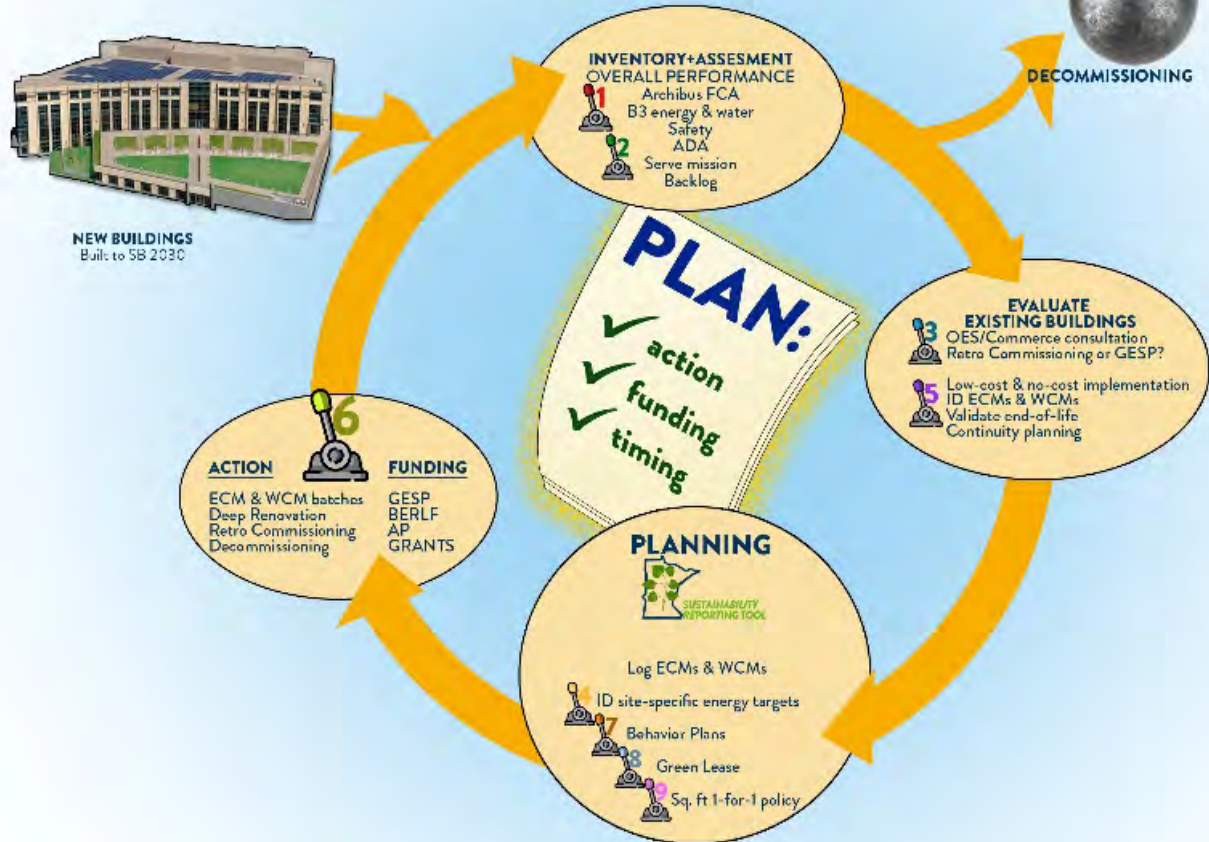 INVENTORY+ASSESMENT
OVERALL PERFORMANCE
Archibus FCA
1
B3 energy & water
Safety
2
ADA
Serve mission
Backlog
DECOMMISSIONING
NEW BUILDINGS
Built to SB 2030
PLAN:
action
funding
timing
EVALUATE
EXISTING BUILDINGS
3
OES/Commerce consultation
Retro Commissioning or GESP?
5
Low-cost & no-cost implementation
ID ECMs & WCMs
Validate end-of-life
Continuity planning
PLANNING
SUSTAINABILITY
REPORTING TOOL
Log ECMs & WCMs
4
ID site-specific energy targets
7
Behavior Plans
8
Green Lease
9
Sq. ft 1-for-1 policy
6
ACTION
ECM & WCM batches
Deep Renovation
Retro Commissioning
Decommissioning
FUNDING
GESP
BERLF
AP
GRANTS